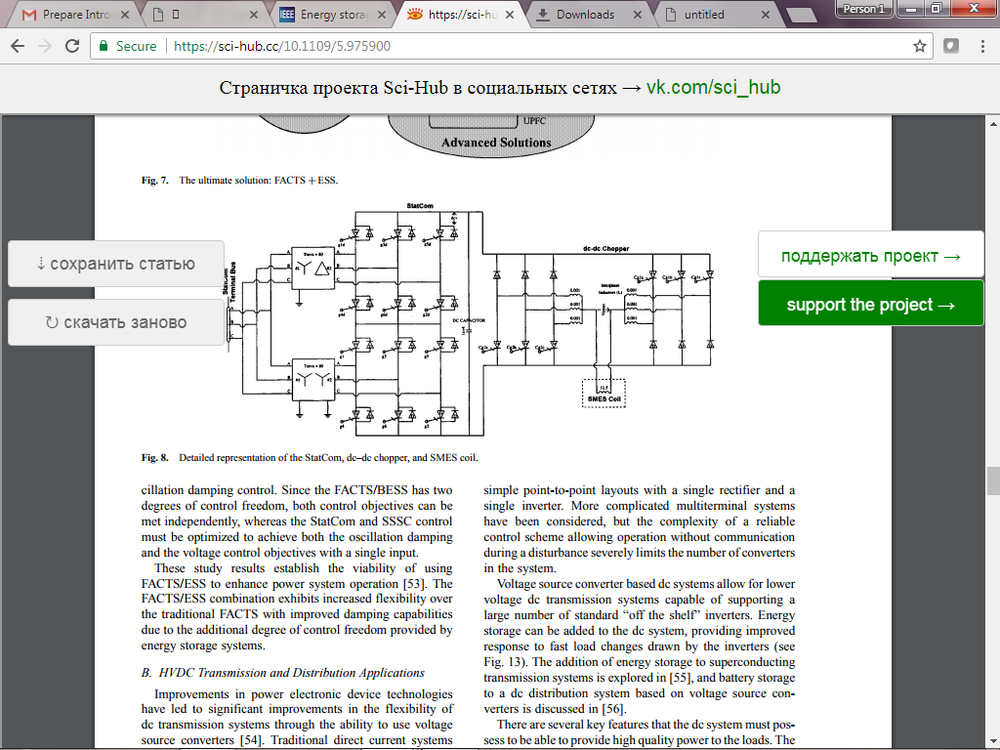 Person 1
Prepare Intro
Energy storag
https://sci-hu
Downloads
untitled
Secure
https://sci-hub.cc/10.1109/5.975900
Страничка проекта Sci-Hub в социальных сетях → vk.com/sci_hub
UPFC
Advanced Solutions
Fig. 7. The ultimate solution: FACTS + ESS.
StatCom
dc-dc Chopper
⇣ сохранить статью
↻ скачать заново
поддержать проект →
support the project →
Terminal Bus
DC CAPACITOR
SMES Coil
Fig. 8. Detailed representation of the StatCom, dc–dc chopper, and SMES coil.
cillation damping control. Since the FACTS/BESS has two
degrees of control freedom, both control objectives can be
met independently, whereas the StatCom and SSSC control
must be optimized to achieve both the oscillation damping
and the voltage control objectives with a single input.
These study results establish the viability of using
FACTS/ESS to enhance power system operation [53]. The
FACTS/ESS combination exhibits increased flexibility over
the traditional FACTS with improved damping capabilities
due to the additional degree of control freedom provided by
energy storage systems.
B. HVDC Transmission and Distribution Applications
Improvements in power electronic device technologies
have led to significant improvements in the flexibility of
dc transmission systems through the ability to use voltage
source converters [54]. Traditional direct current systems
simple point-to-point layouts with a single rectifier and a
single inverter. More complicated multiterminal systems
have been considered, but the complexity of a reliable
control scheme allowing operation without communication
during a disturbance severely limits the number of converters
in the system.
Voltage source converter based dc systems allow for lower
voltage dc transmission systems capable of supporting a
large number of standard “off the shelf” inverters. Energy
storage can be added to the dc system, providing improved
response to fast load changes drawn by the inverters (see
Fig. 13). The addition of energy storage to superconducting
transmission systems is explored in [55], and battery storage
to a dc distribution system based on voltage source con-
verters is discussed in [56].
There are several key features that the dc system must pos-
sess to be able to provide high quality power to the loads. The